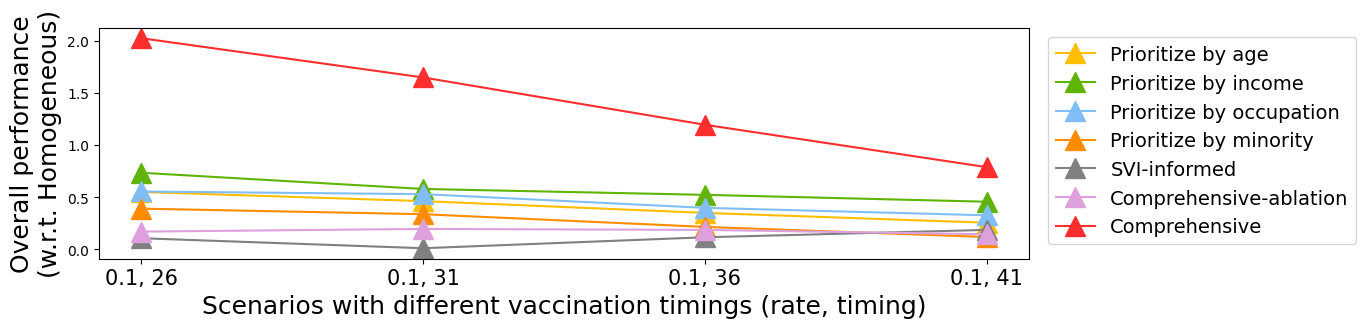 Overall performance
(w.r.t. Homogeneous)
2.0
1.5
1.0
0.5
0.0
0.1, 26
0.1, 31
0.1, 36
0.1, 41
Scenarios with different vaccination timings (rate, timing)
Prioritize by age
Prioritize by income
Prioritize by occupation
Prioritize by minority
SVI-informed
Comprehensive-ablation
Comprehensive